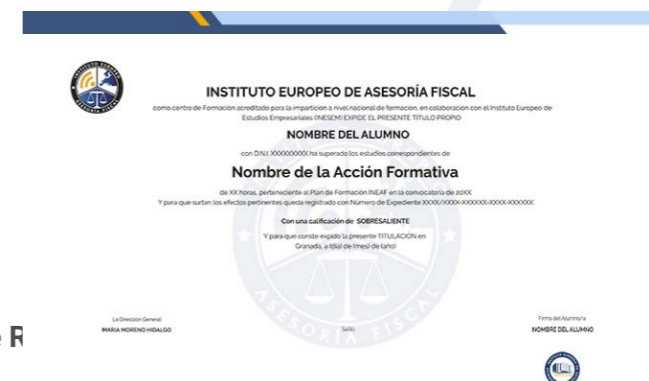 INSTITUTO EUROPEO DE ASESORÍA FISCAL
como centro de Formación acreditado para la impartición a nivel nacional de formación, en colaboración con el Instituto Europeo de
Estudios Empresariales (INESEM) EXPIDE EL PRESENTE TÍTULO PROPIO
NOMBRE DEL ALUMNO
con D.N.I. XXXXXXXXX ha superado los estudios correspondientes de
Nombre de la Acción Formativa
de XX horas, perteneciente al Plan de Formación INEAF en la convocatoria de 20XX
Y para que surtan los efectos pertinentes queda registrado con Número de Expediente XXXX/XXXX-XXXXXX-XXXX-XXXXXX
Con una calificación de SOBRESALIENTE
Y para que conste expido la presente TITULACIÓN en
Granada, a (día) de (mes) de (año)
ASESORÍA FISCAL
La Dirección General
MARIA MORENO HIDALGO
Sello
Firma del Alumno/a
NOMBRE DEL ALUMNO
R